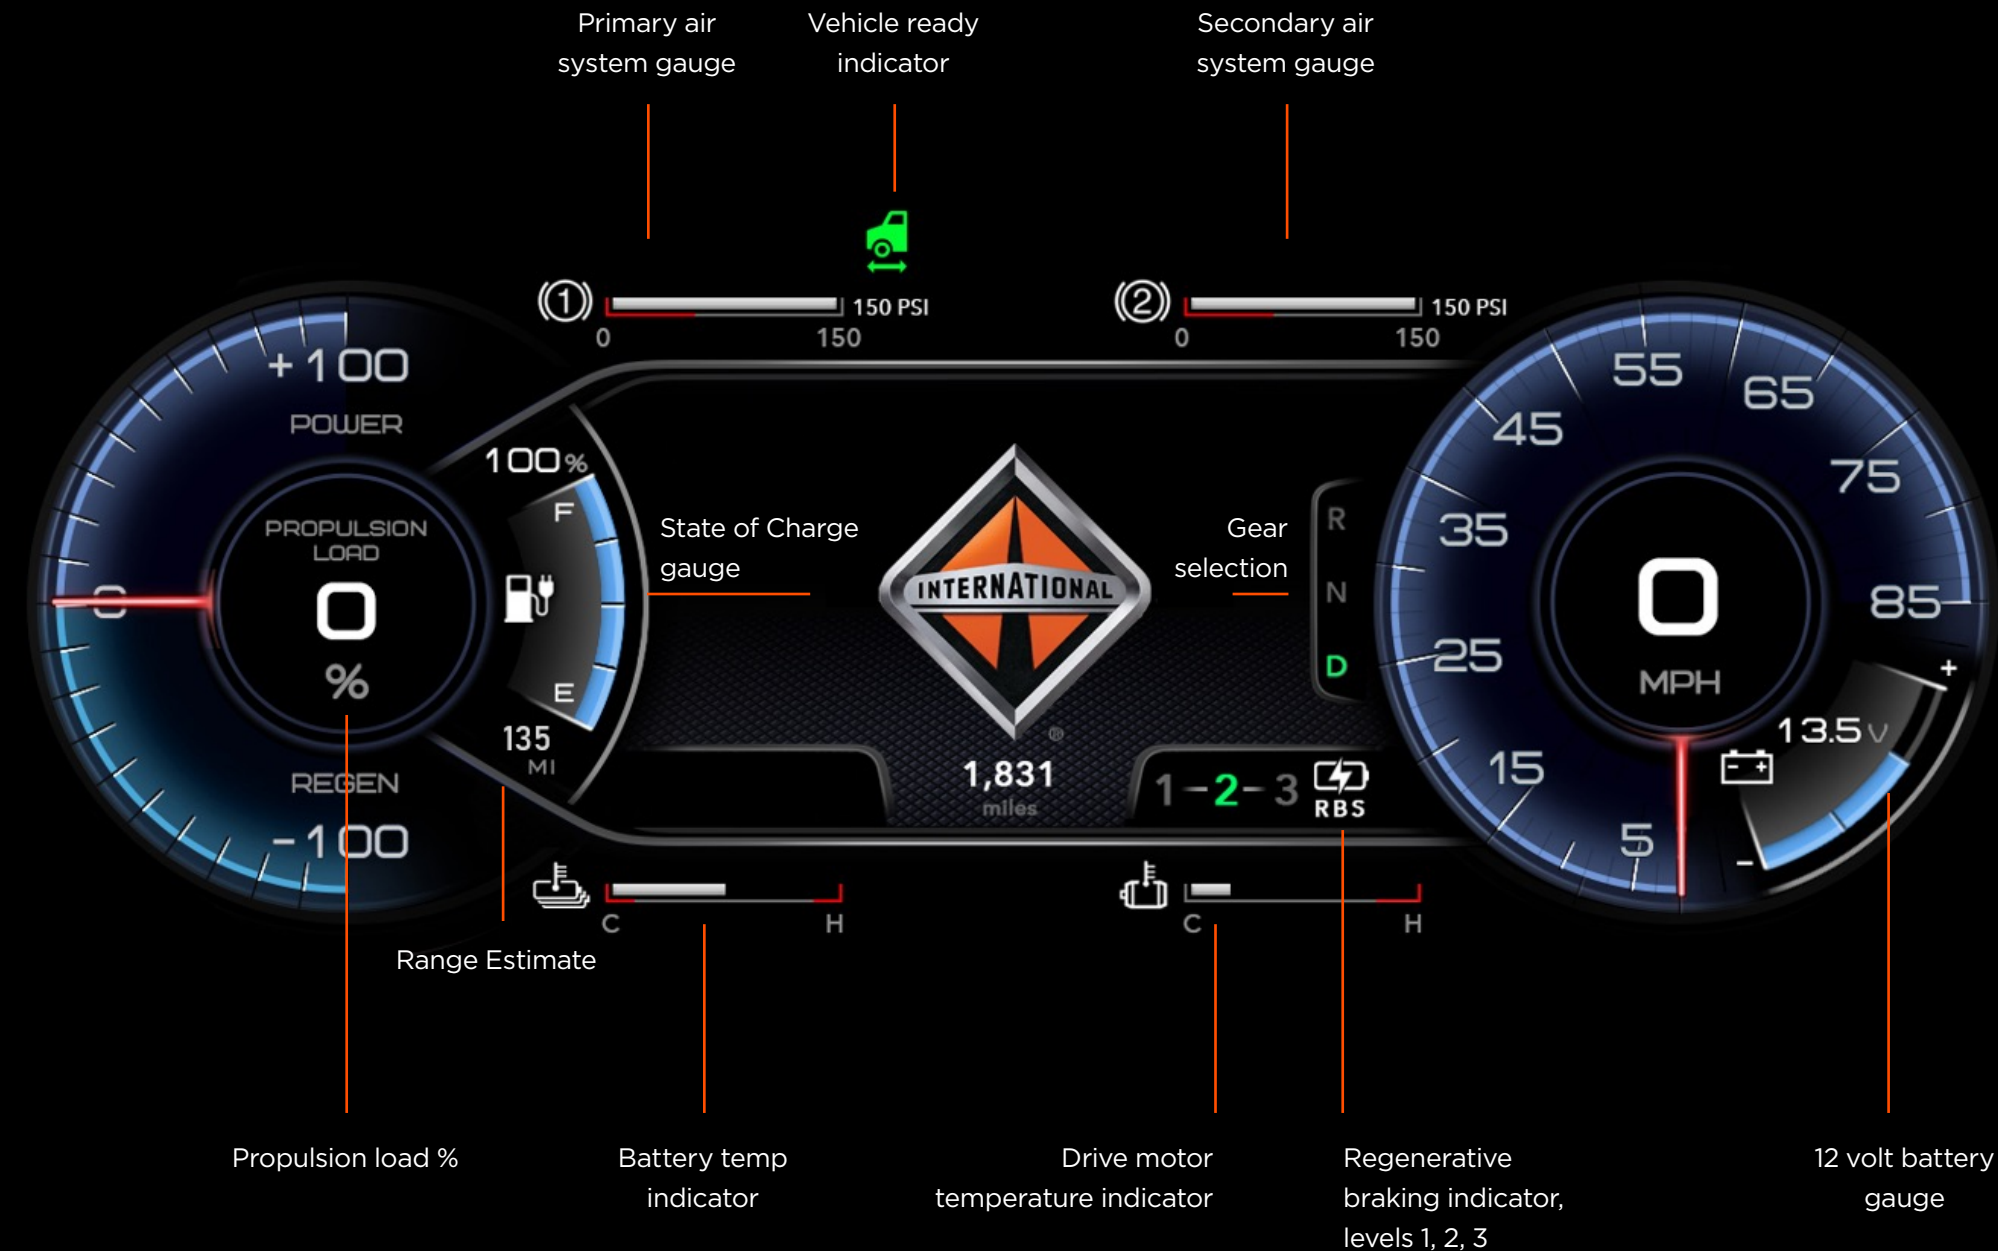 Primary air
system gauge
Vehicle ready
indicator
Secondary air
system gauge
1
150 PSI
0
150
2
150 PSI
0
150
+100
POWER
PROPULSION
LOAD
0
0
%
REGEN
-100
100%
F
E
135
MI
State of Charge
gauge
INTERNATIONAL
®
Gear
selection
R
N
D
1,831
miles
1-2-3
RBS
55
65
45
75
35
85
25
15
5
0
MPH
+
13.5 V
- +
-
C
H
C
H
Range Estimate
Propulsion load %
Battery temp
indicator
Drive motor
temperature indicator
Regenerative
braking indicator,
levels 1, 2, 3
12 volt battery
gauge